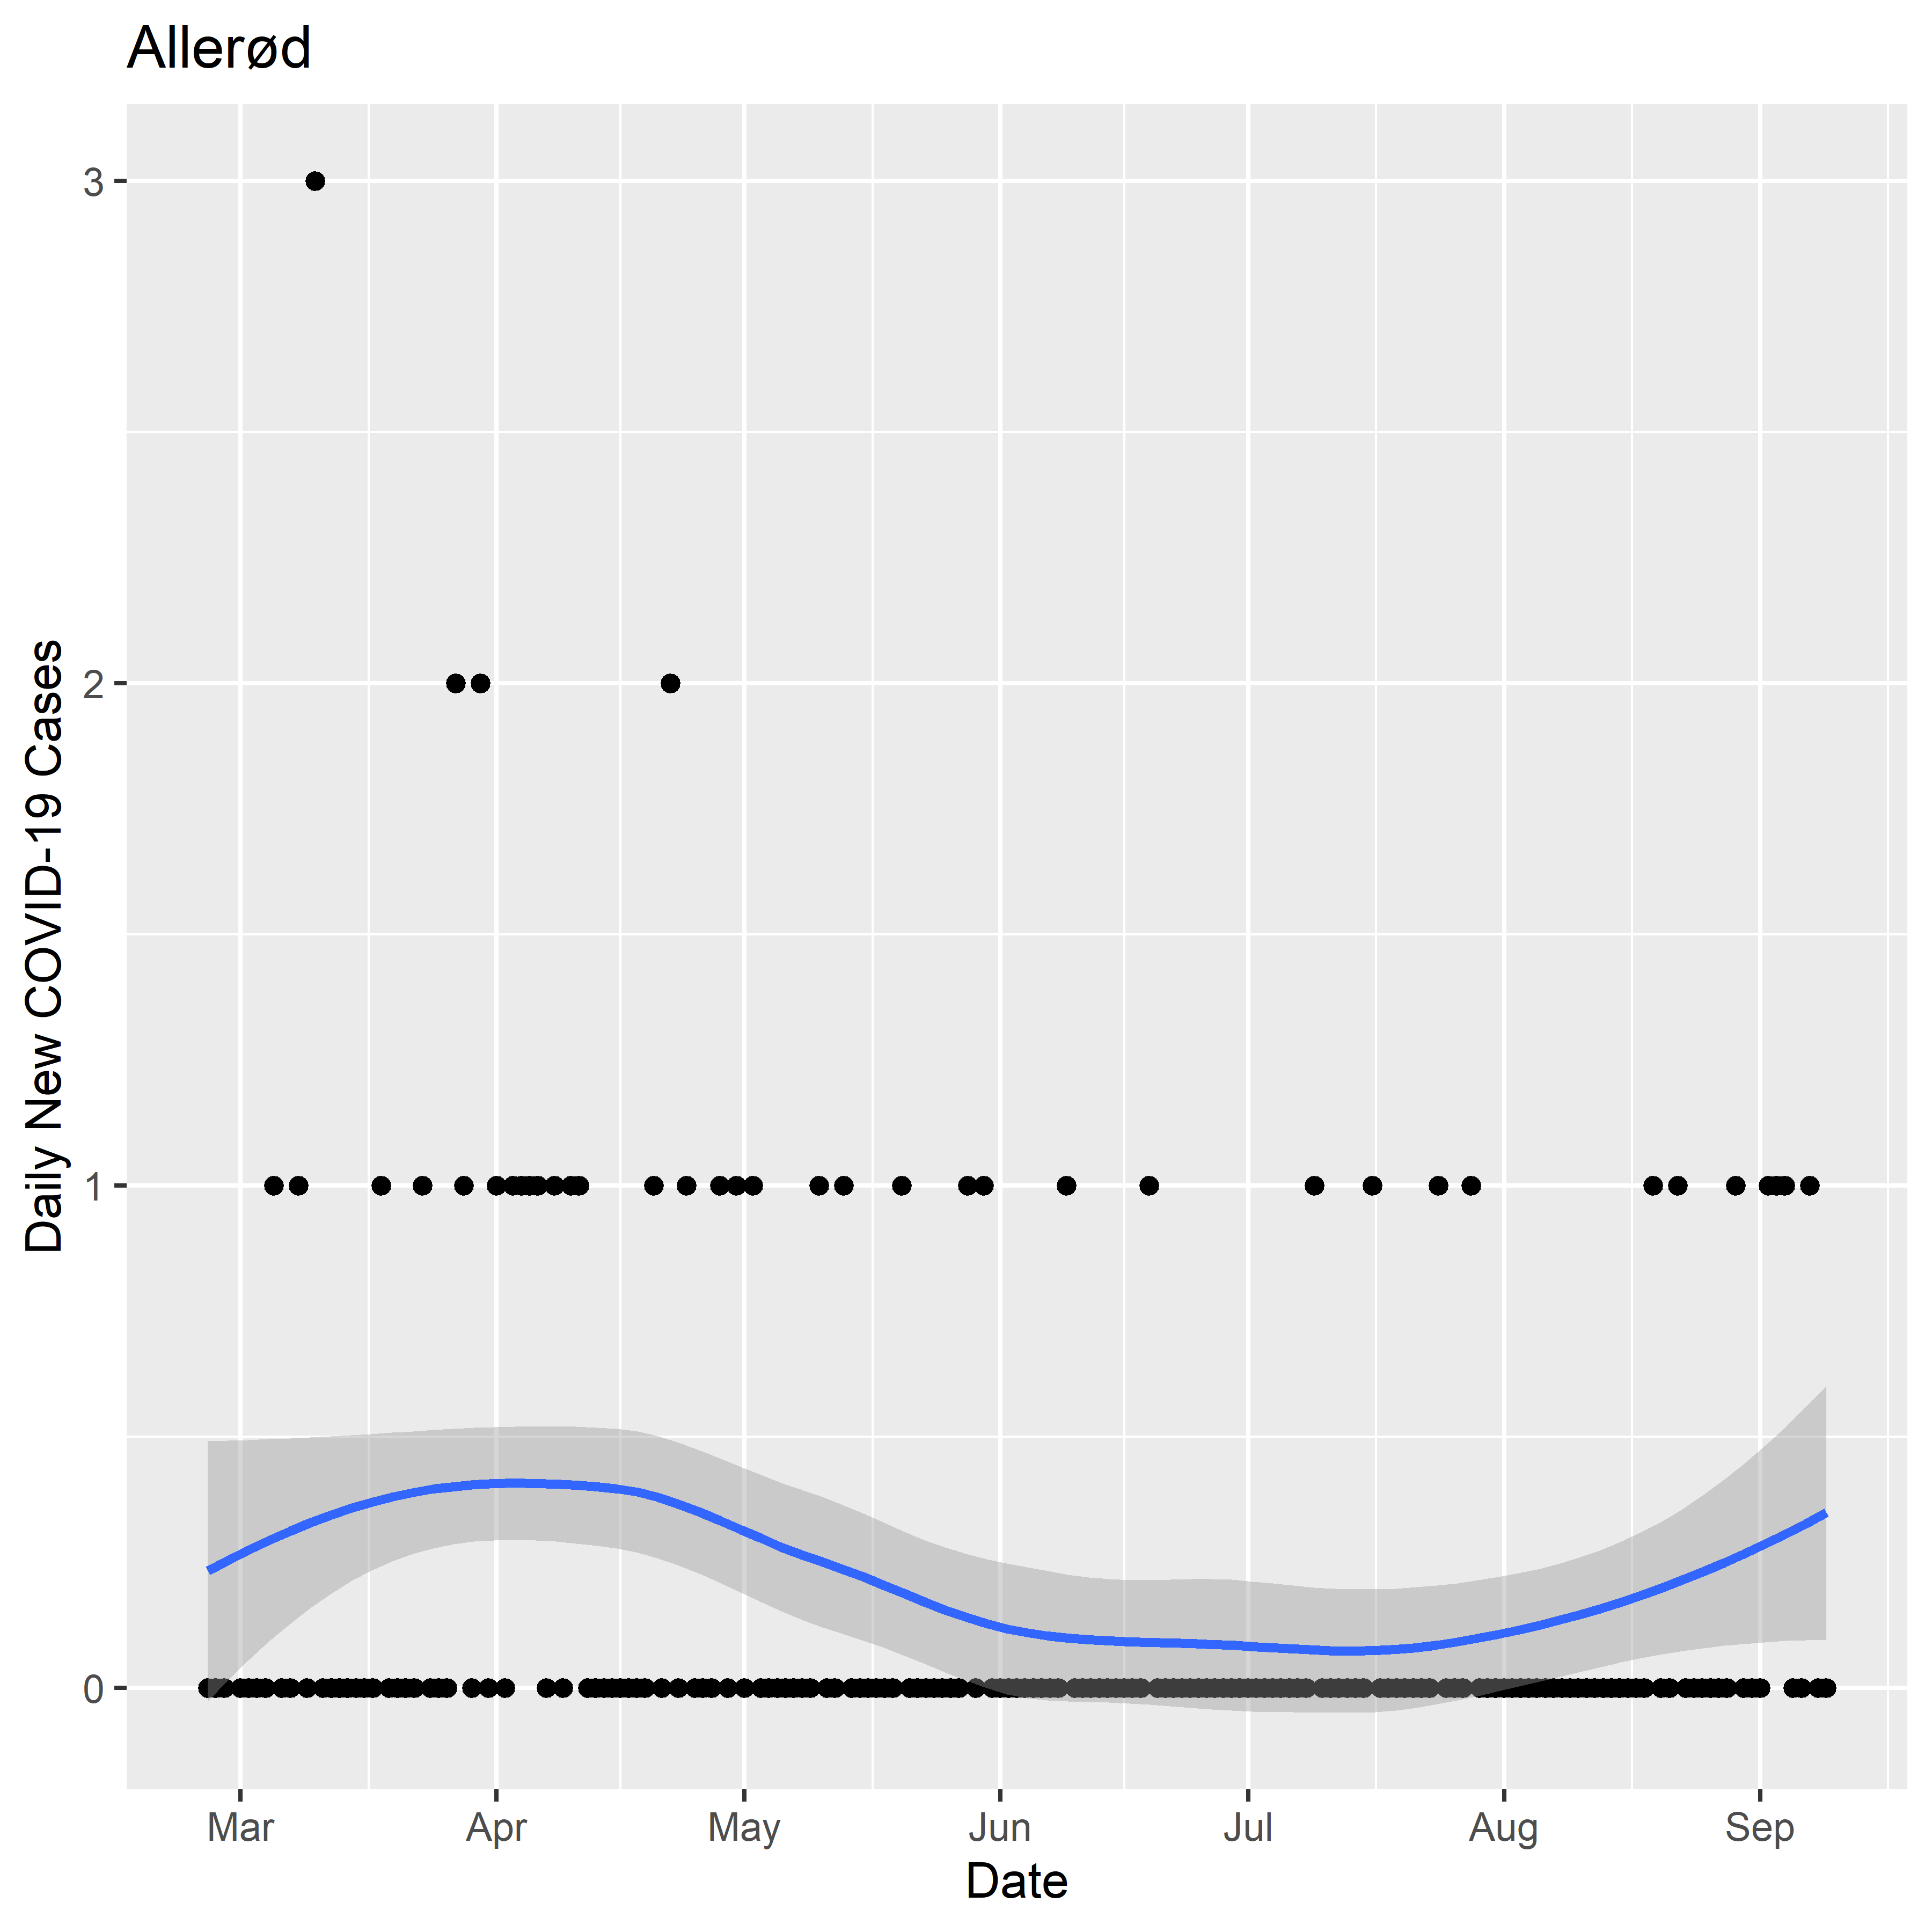 Allerød
Daily New COVID-19 Cases
3
2
1
0
Mar Apr May Jun Jul Aug Sep
Date